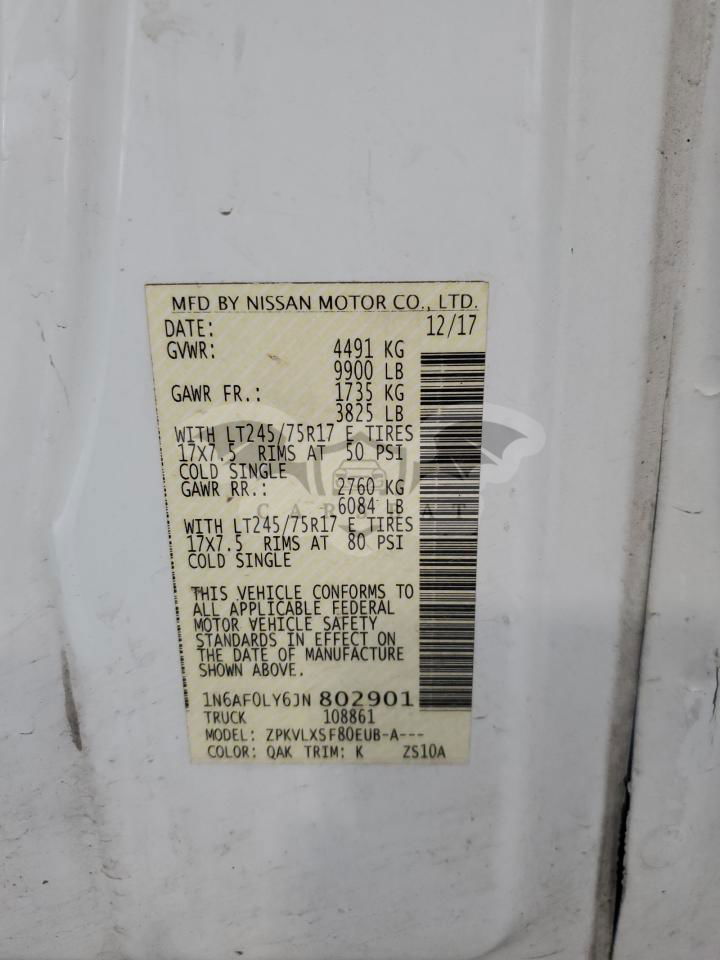 MFD BY NISSAN MOTOR CO., LTD.
DATE: 12/17
GVWR: 4491 KG
9900 LB
GAWR FR.: 1735 KG
3825 LB
WITH LT245/75R17 E TIRES
17X7.5 RIMS AT 50 PSI
COLD SINGLE
GAWR RR.: 2760 KG
6084 LB
WITH LT245/75R17 E TIRES
17X7.5 RIMS AT 80 PSI
COLD SINGLE
THIS VEHICLE CONFORMS TO
ALL APPLICABLE FEDERAL
MOTOR VEHICLE SAFETY
STANDARDS IN EFFECT ON
THE DATE OF MANUFACTURE
SHOWN ABOVE.
1N6AF0LY6JN 802901
TRUCK 108861
MODEL: ZPKVLXSF80EUB-A---
COLOR: QAK TRIM: K ZS10A